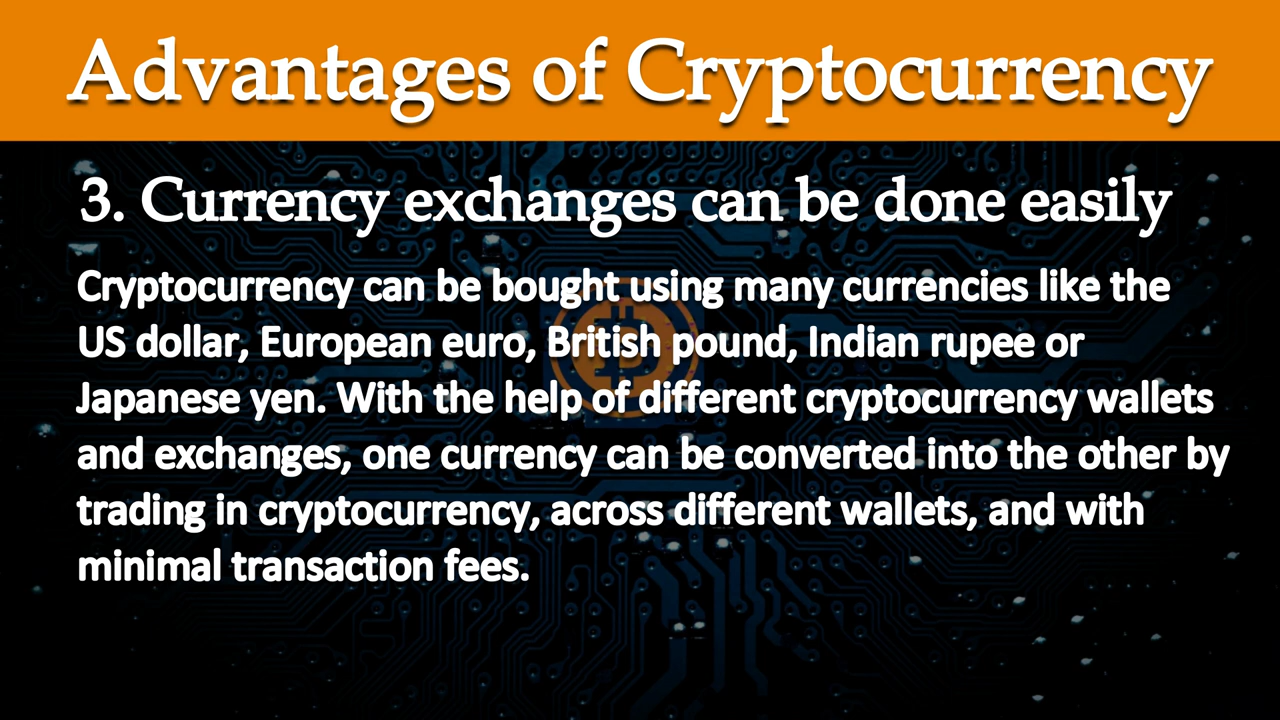 Advantages of Cryptocurrency
3. Currency exchanges can be done easily
Cryptocurrency can be bought using many currencies like the
US dollar, European euro, British pound, Indian rupee or
Japanese yen. With the help of different cryptocurrency wallets
and exchanges, one currency can be converted into the other by
trading in cryptocurrency, across different wallets, and with
minimal transaction fees.